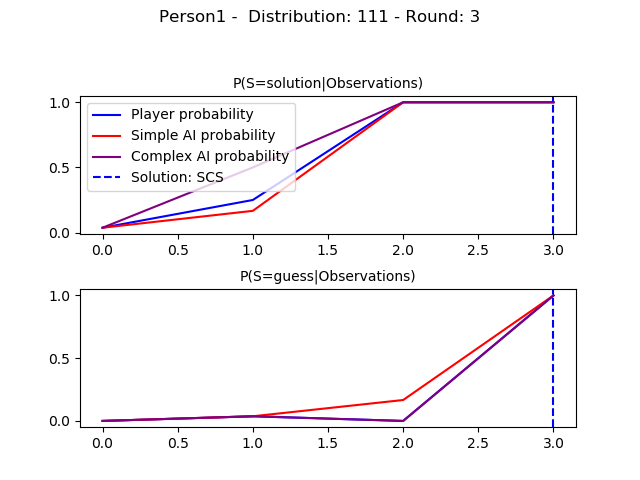 Person1 -  Distribution: 111 - Round: 3
P(S=solution|Observations)
1.0
0.5
0.0
Player probability
Simple AI probability
Complex AI probability
Solution: SCS
0.0 0.5 1.0 1.5 2.0 2.5 3.0
P(S=guess|Observations)
1.0
0.5
0.0
0.0 0.5 1.0 1.5 2.0 2.5 3.0